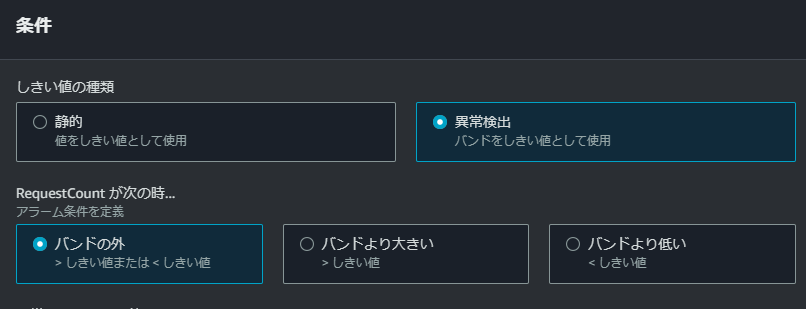 条件
しきい値の種類
静的
値をしきい値として使用
異常検出
バンドをしきい値として使用
RequestCount が次の時...
アラーム条件を定義
バンドの外
> しきい値または < しきい値
バンドより大きい
> しきい値
バンドより低い
< しきい値